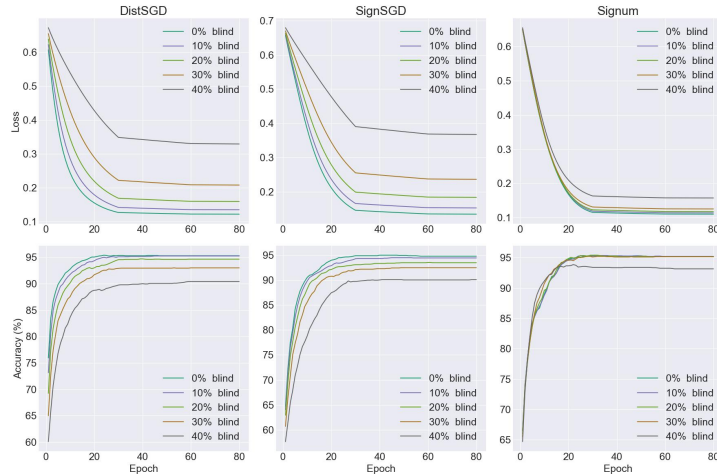 DistSGD
SignSGD
Signum
0.6
0.5
0.4
0.3
0.2
0.1
Loss
0 20 40 60 80
0% blind
10% blind
20% blind
30% blind
40% blind
0.7
0.6
0.5
0.4
0.3
0.2
0 20 40 60 80
0% blind
10% blind
20% blind
30% blind
40% blind
0.6
0.5
0.4
0.3
0.2
0.1
0 20 40 60 80
0% blind
10% blind
20% blind
30% blind
40% blind
95
90
85
80
75
70
65
60
Accuracy (%)
0 20 40 60 80
Epoch
0% blind
10% blind
20% blind
30% blind
40% blind
95
90
85
80
75
70
65
60
0 20 40 60 80
Epoch
0% blind
10% blind
20% blind
30% blind
40% blind
95
90
85
80
75
70
65
0 20 40 60 80
Epoch
0% blind
10% blind
20% blind
30% blind
40% blind